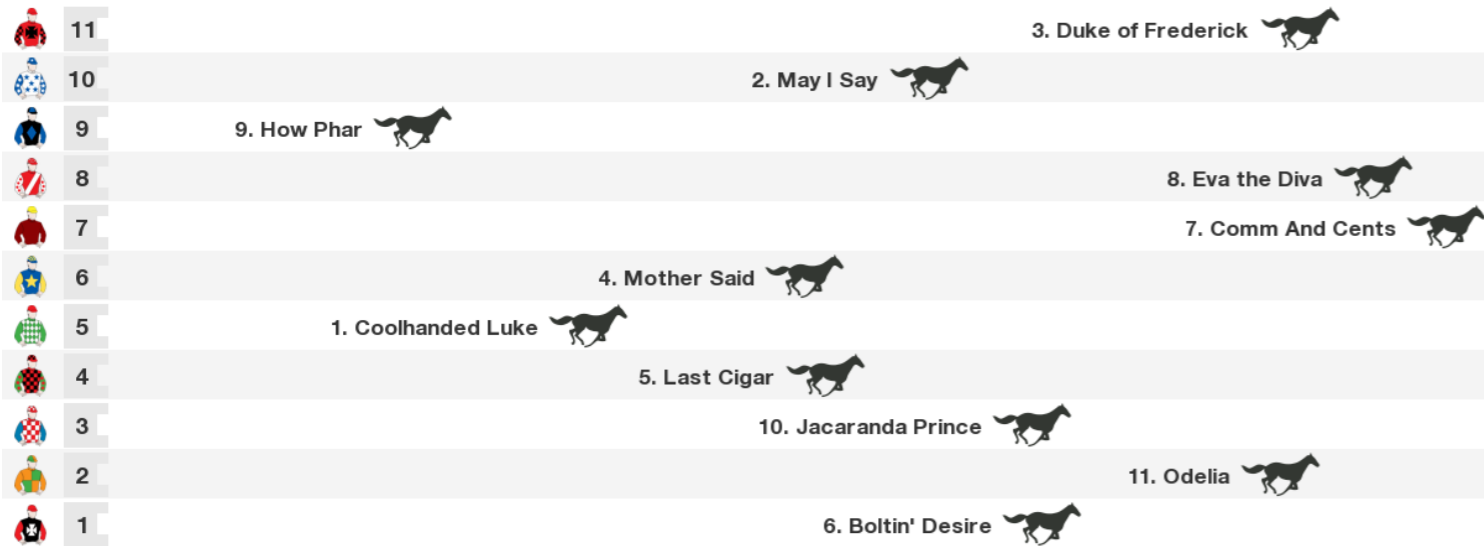 11 3. Duke of Frederick
10 2. May I Say
9 9. How Phar
8 8. Eva the Diva
7 7. Comm And Cents
6 4. Mother Said
5 1. Coolhanded Luke
4 5. Last Cigar
3 10. Jacaranda Prince
2 11. Odelia
1 6. Boltin' Desire